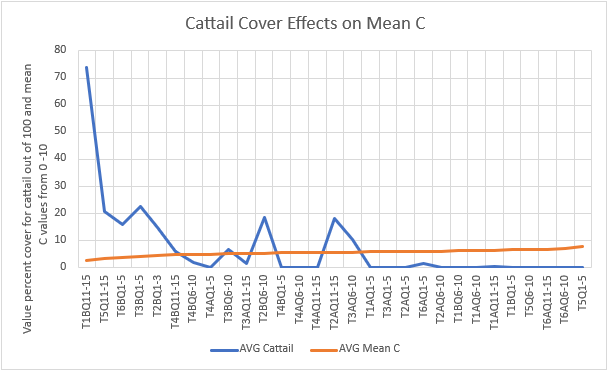 Cattail Cover Effects on Mean C
Value percent cover for cattail out of 100 and mean
C values from 0 -10
80
70
60
50
40
30
20
10
0
T1BQ11-15
T5Q11-15
T6BQ1-5
T3BQ1-5
T2BQ1-3
T4BQ11-15
T4BQ6-10
T4AQ1-5
T3BQ6-10
T3AQ11-15
T2BQ6-10
T4BQ1-5
T4AQ6-10
T4AQ11-15
T2AQ11-15
T3AQ6-10
T1AQ1-5
T3AQ1-5
T2AQ1-5
T6AQ1-5
T2AQ6-10
T1BQ6-10
T1AQ6-10
T1AQ11-15
T1BQ1-5
T5Q6-10
T6AQ11-15
T6AQ6-10
T5Q1-5
AVG Cattail
AVG Mean C